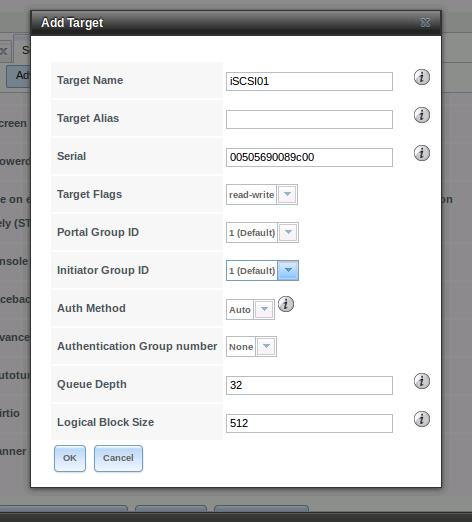 Add Target
Target Name iSCSI01
Target Alias
Serial 00505690089c00
Target Flags read-write
Portal Group ID 1 (Default)
Initiator Group ID 1 (Default)
Auth Method Auto
Authentication Group number None
Queue Depth 32
Logical Block Size 512
OK Cancel